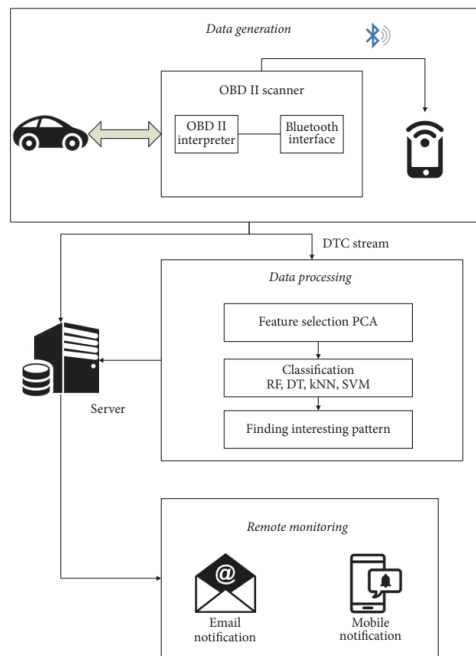 Data generation
OBD II scanner
OBD II
interpreter
Bluetooth
interface
DTC stream
Data processing
Feature selection PCA
Classification
RF, DT, kNN, SVM
Finding interesting pattern
Server
Remote monitoring
@
Email
notification
Mobile
notification